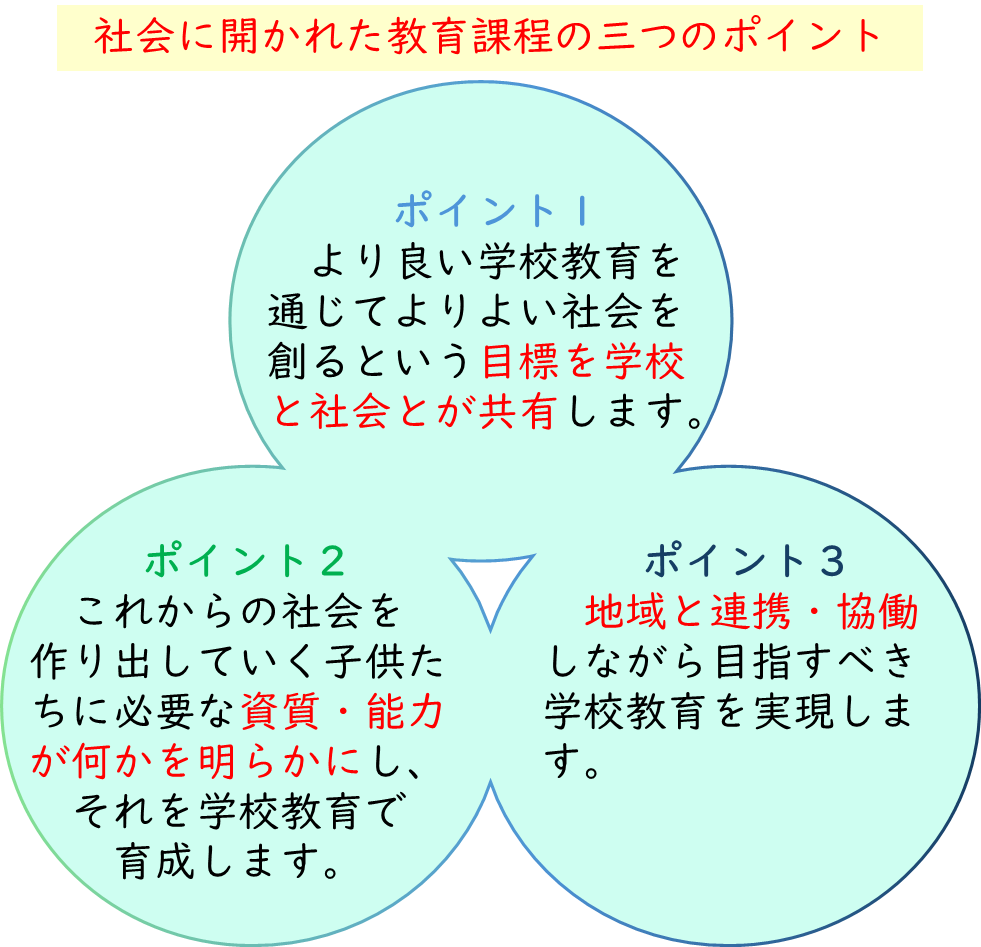 社会に開かれた教育課程の三つのポイント
ポイント１
より良い学校教育を
通じてよりよい社会を
創るという目標を学校
と社会とが共有します。
ポイント２
これからの社会を
作り出していく子供た
ちに必要な資質・能力
が何かを明らかにし、
それを学校教育で
育成します。
ポイント３
地域と連携・協働
しながら目指すべき
学校教育を実現しま
す。